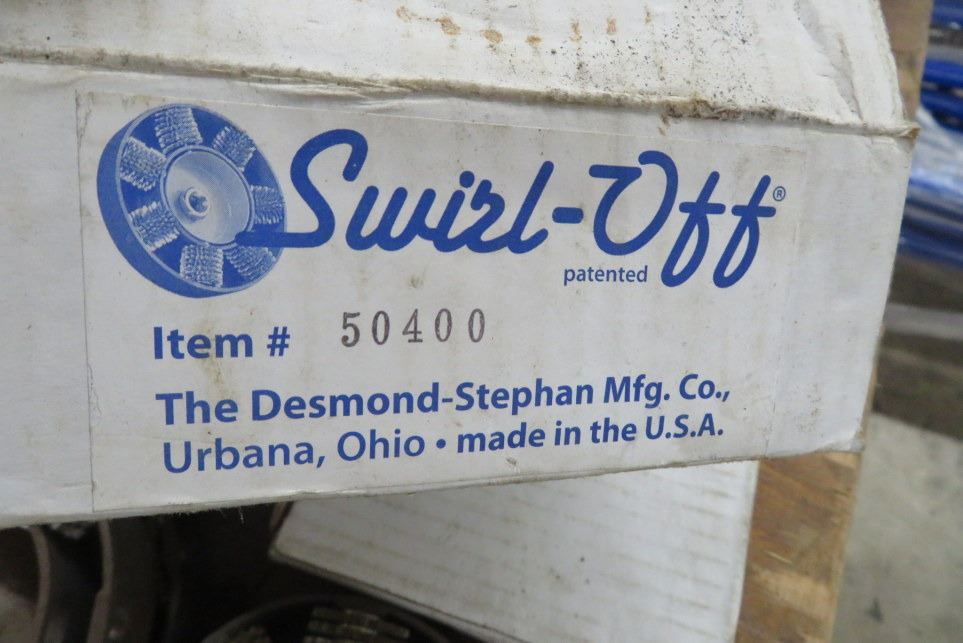 Swirl-Off®
patented
Item # 50400
The Desmond-Stephan Mfg. Co.,
Urbana, Ohio • made in the U.S.A.